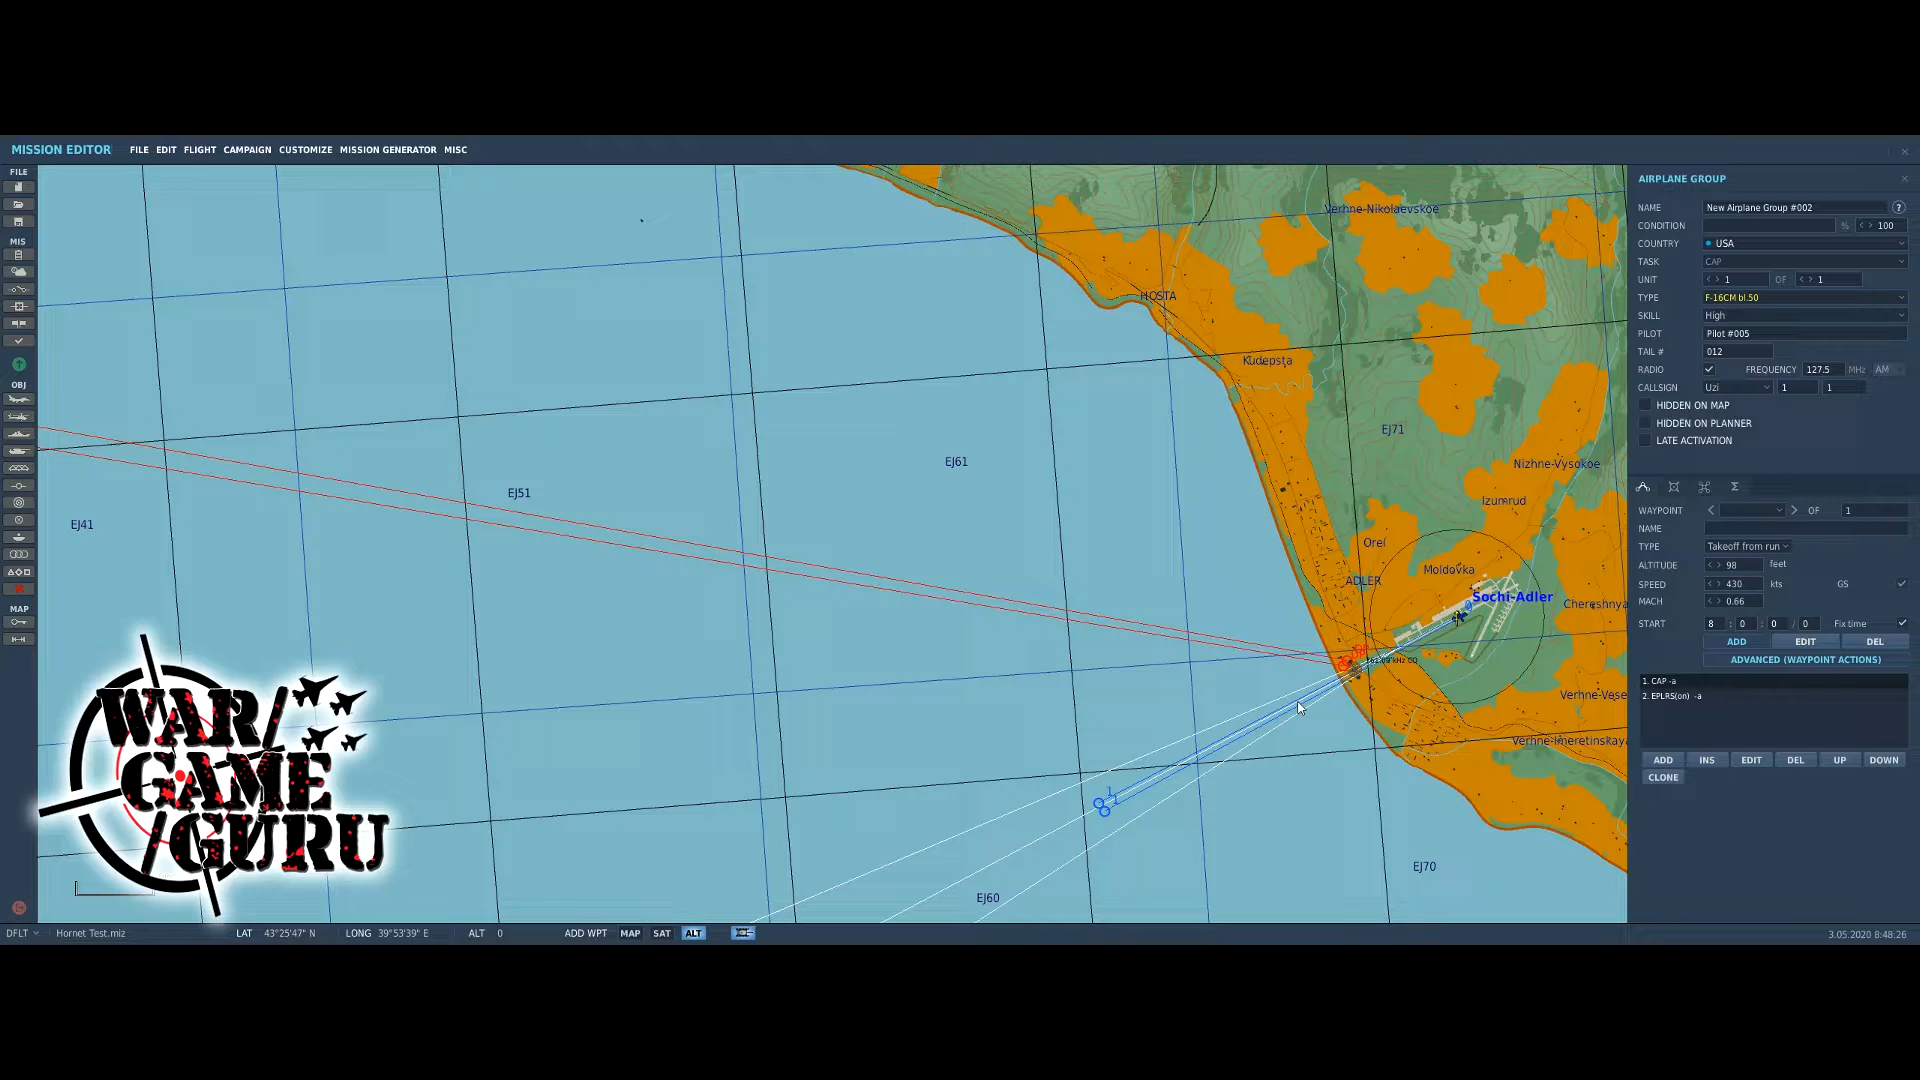 MISSION EDITOR FILE EDIT FLIGHT CAMPAIGN CUSTOMIZE MISSION GENERATOR MISC
FILE
MIS
OBJ
MAP
Verhne-Nikolaevskoe
HOSTA
Kudepsta
EJ71
EJ61
Nizhne-Vysokoe
EJ51
Izumrud
EJ41
Orel
Moldovka
ADLER
Sochi-Adler
Chereshnya
Verhne-Vese
Verhne-Imeretinskaya
1
EJ70
EJ60
WAR/
GAME
/GURU
AIRPLANE GROUP
NAME New Airplane Group #002 ?
CONDITION % < > 100
COUNTRY USA
TASK CAP
UNIT < > 1 OF < > 1
TYPE F-16CM bl.50
SKILL High
PILOT Pilot #005
TAIL # 012
RADIO FREQUENCY 127.5 MHz AM
CALLSIGN Uzi 1 1
HIDDEN ON MAP
HIDDEN ON PLANNER
LATE ACTIVATION
WAYPOINT < > OF 1
NAME
TYPE Takeoff from run
ALTITUDE < > 98 feet
SPEED < > 430 kts GS
MACH < > 0.66
START 8 : 0 : 0 / 0 Fix time
ADD EDIT DEL
ADVANCED (WAYPOINT ACTIONS)
1. CAP -a
2. EPLRS(on) -a
ADD INS EDIT DEL UP DOWN
CLONE
DFLT Hornet Test.miz LAT 43°25'47" N LONG 39°53'39" E ALT 0 ADD WPT MAP SAT ALT 3.05.2020 8:48:26